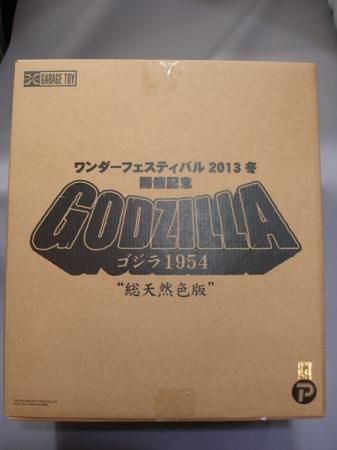 GARAGE TOY
ワンダーフェスティバル 2013 冬
開催記念
GODZILLA
ゴジラ1954
“総天然色版”